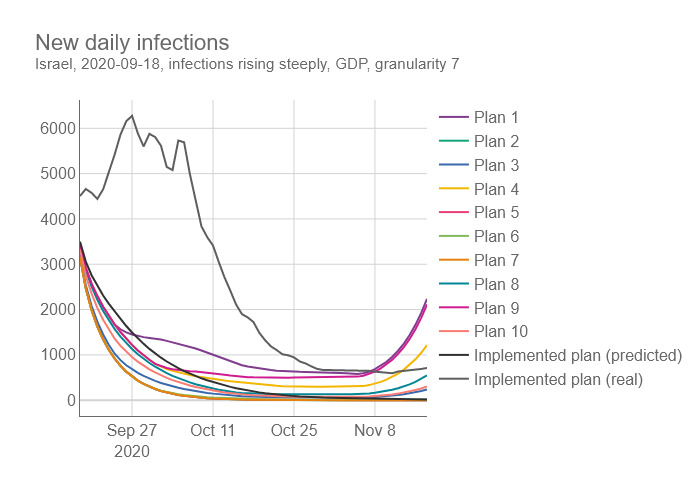 New daily infections
Israel, 2020-09-18, infections rising steeply, GDP, granularity 7
6000
5000
4000
3000
2000
1000
0
Sep 27
2020
Oct 11
Oct 25
Nov 8
Plan 1
Plan 2
Plan 3
Plan 4
Plan 5
Plan 6
Plan 7
Plan 8
Plan 9
Plan 10
Implemented plan (predicted)
Implemented plan (real)